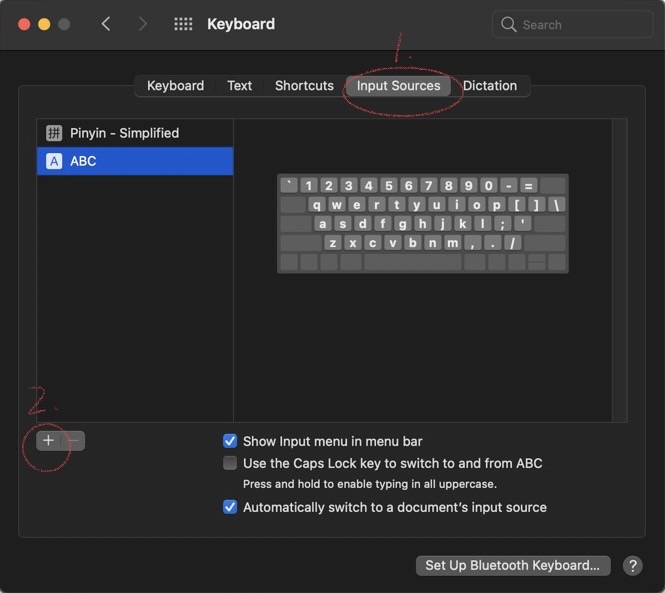 Keyboard
Search
1.
Keyboard Text Shortcuts Input Sources Dictation
拼 Pinyin - Simplified
A ABC
` 1 2 3 4 5 6 7 8 9 0 - =
q w e r t y u i o p [ ] \
a s d f g h j k l ; '
z x c v b n m , . /
2.
+ −
Show Input menu in menu bar
Use the Caps Lock key to switch to and from ABC
Press and hold to enable typing in all uppercase.
Automatically switch to a document’s input source
Set Up Bluetooth Keyboard...
?